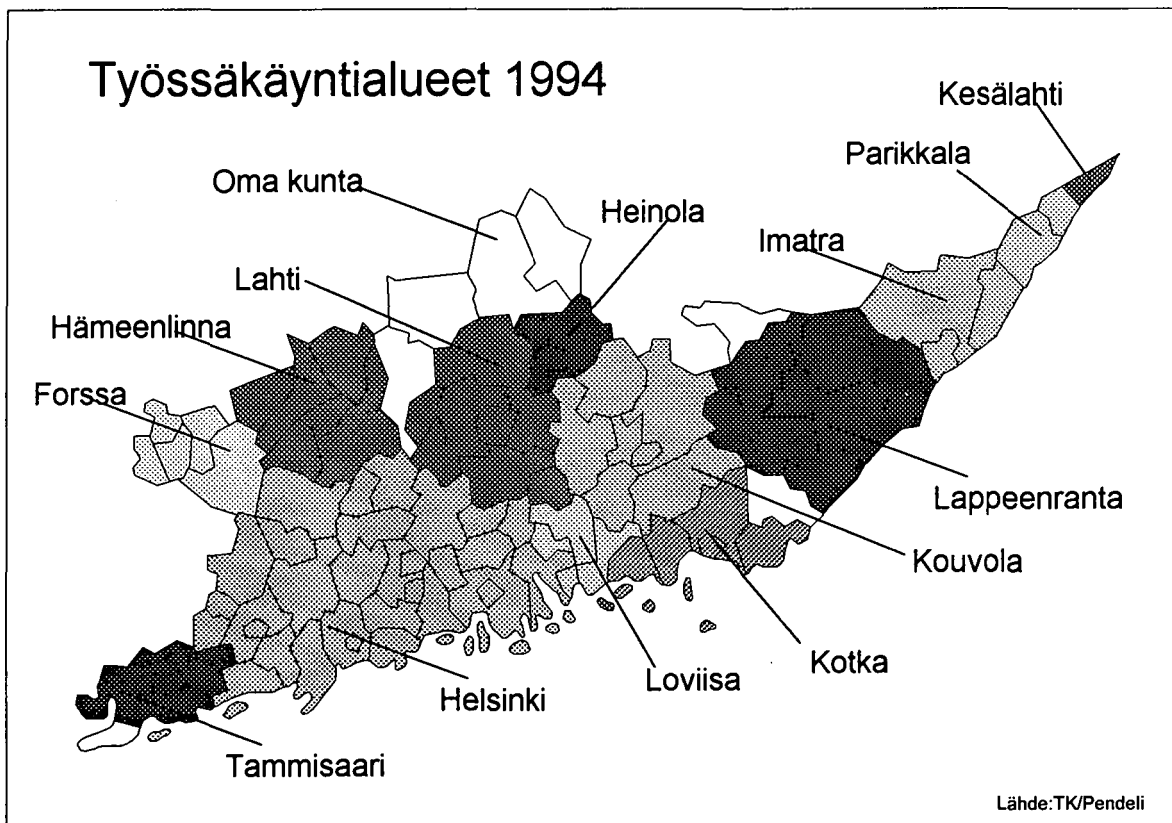 Työssäkäyntialueet 1994
Kesälahti
Parikkala
Oma kunta
Heinola
Imatra
Lahti
Hämeenlinna
Forssa
Lappeenranta
Kouvola
Kotka
Loviisa
Helsinki
Tammisaari
Lähde:TK/Pendeli